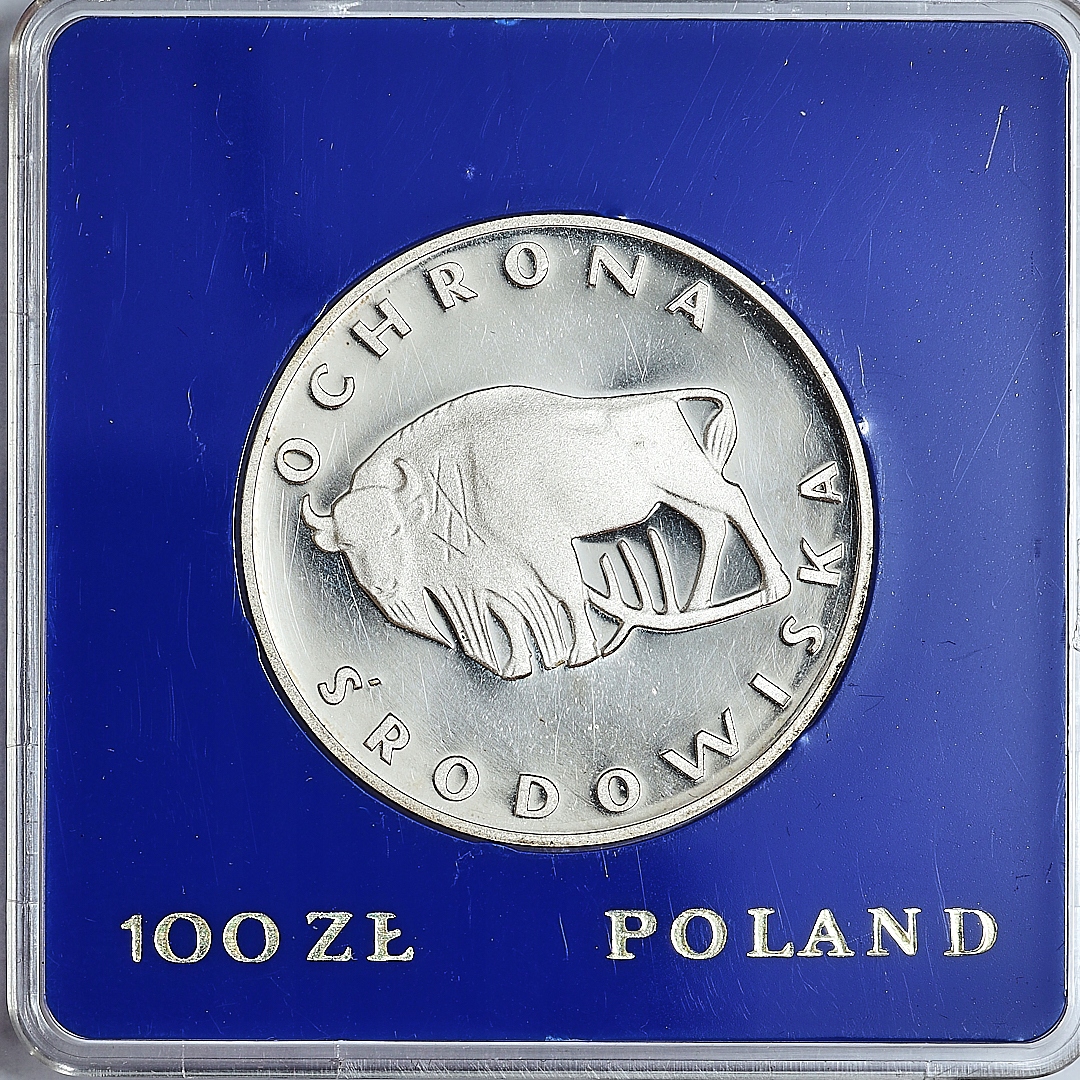 OCHRONA
ŚRODOWISKA
100 ZŁ POLAND